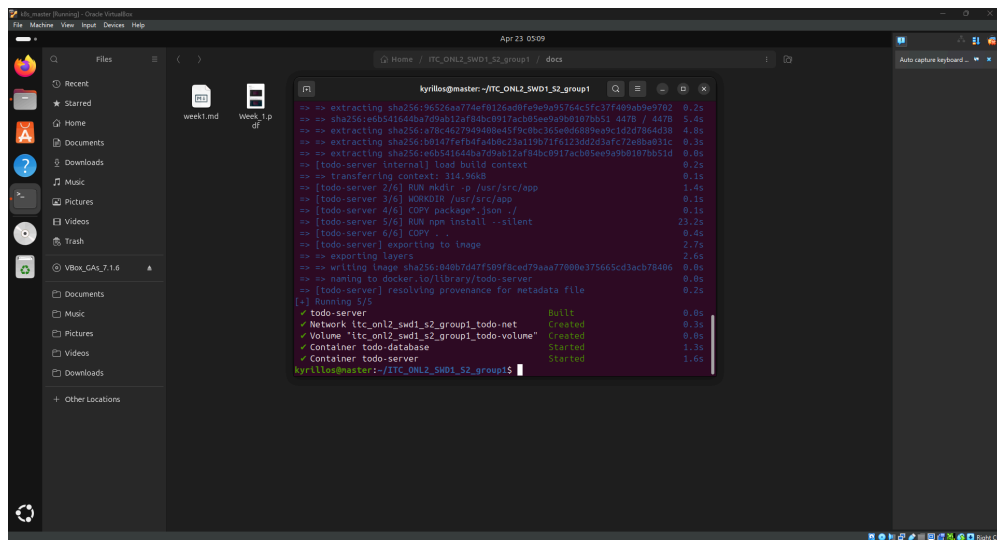 k8s_master [Running] - Oracle VirtualBox
File Machine View Input Devices Help
Apr 23 05:09
Files
Home / ITC_ONL2_SWD1_S2_group1 / docs
Auto capture keyboard ...
Recent
Starred
Home
Documents
Downloads
Music
Pictures
Videos
Trash
VBox_GAs_7.1.6
Documents
Music
Pictures
Videos
Downloads
+ Other Locations
week1.md
Week_1.p
df
kyrillos@master: ~/ITC_ONL2_SWD1_S2_group1
=> => extracting sha256:96526aa774ef0126ad0fe9e9a95764c5fc37f409ab9e9702 0.2s
=> => sha256:e6b541644ba7d9ab12af84bc0917acb05ee9a9b0107bb51 447B / 447B 5.4s
=> => extracting sha256:a78c4627949408e45f9c0bc365e0d6889ea9c1d2d7864d38 4.8s
=> => extracting sha256:b0147fefb4fa4b0c23a119b71f6123dd2d3afc72e8ba031c 0.3s
=> => extracting sha256:e6b541644ba7d9ab12af84bc0917acb05ee9a9b0107bb51d 0.0s
=> [todo-server internal] load build context 0.2s
=> => transferring context: 314.96kB 0.1s
=> [todo-server 2/6] RUN mkdir -p /usr/src/app 1.4s
=> [todo-server 3/6] WORKDIR /usr/src/app 0.1s
=> [todo-server 4/6] COPY package*.json ./ 0.1s
=> [todo-server 5/6] RUN npm install --silent 23.2s
=> [todo-server 6/6] COPY . . 0.4s
=> [todo-server] exporting to image 2.7s
=> => exporting layers 2.6s
=> => writing image sha256:040b7d47f509f8ced79aaa77000e375665cd3acb78406 0.0s
=> => naming to docker.io/library/todo-server 0.0s
=> [todo-server] resolving provenance for metadata file 0.2s
[+] Running 5/5
✔ todo-server Built 0.0s
✔ Network itc_onl2_swd1_s2_group1_todo-net Created 0.3s
✔ Volume "itc_onl2_swd1_s2_group1_todo-volume" Created 0.0s
✔ Container todo-database Started 1.3s
✔ Container todo-server Started 1.6s
kyrillos@master:~/ITC_ONL2_SWD1_S2_group1$
Right C